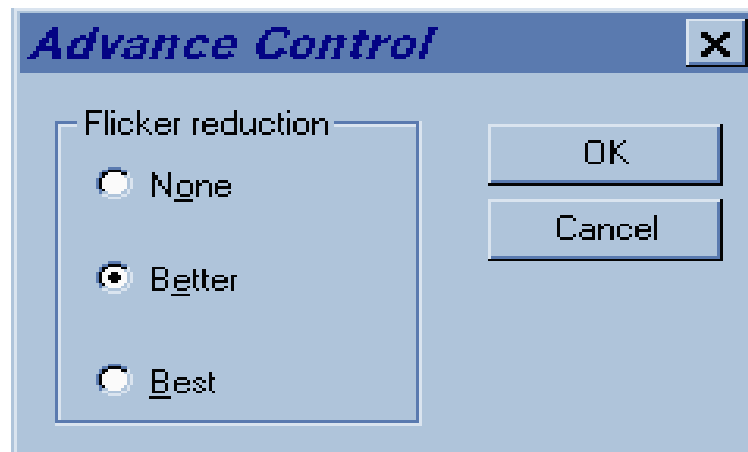 Advance Control
Flicker reduction
None
Better
Best
OK
Cancel